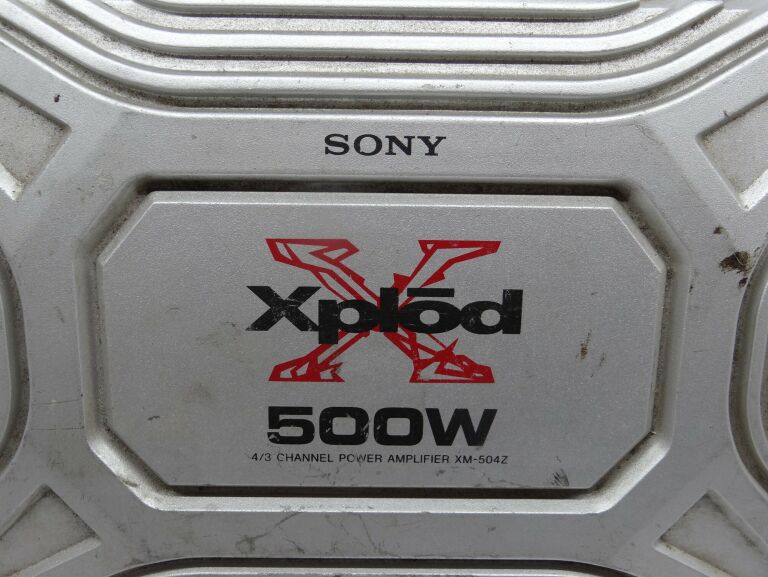 SONY
Xplōd
500W
4/3 CHANNEL POWER AMPLIFIER XM-504Z